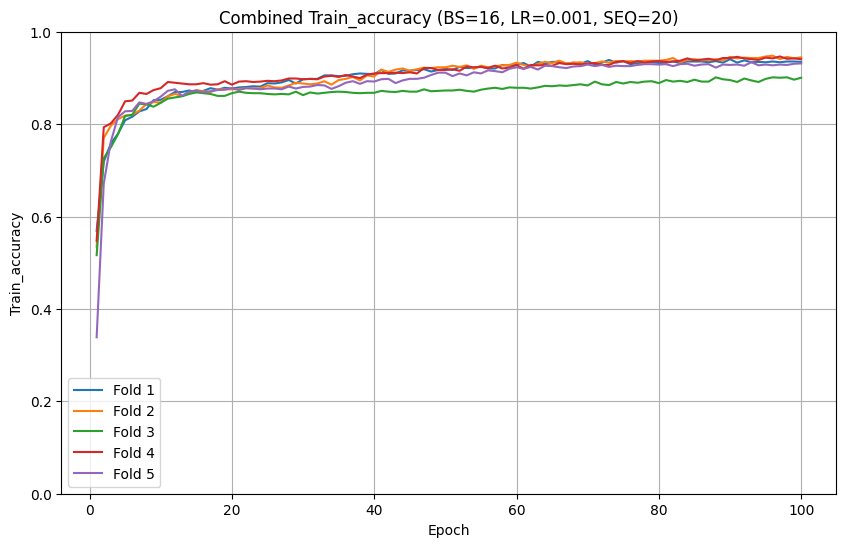 Combined Train_accuracy (BS=16, LR=0.001, SEQ=20)
1.0
0.8
0.6
0.4
0.2
0.0
Train_accuracy
Fold 1
Fold 2
Fold 3
Fold 4
Fold 5
0 20 40 60 80 100
Epoch